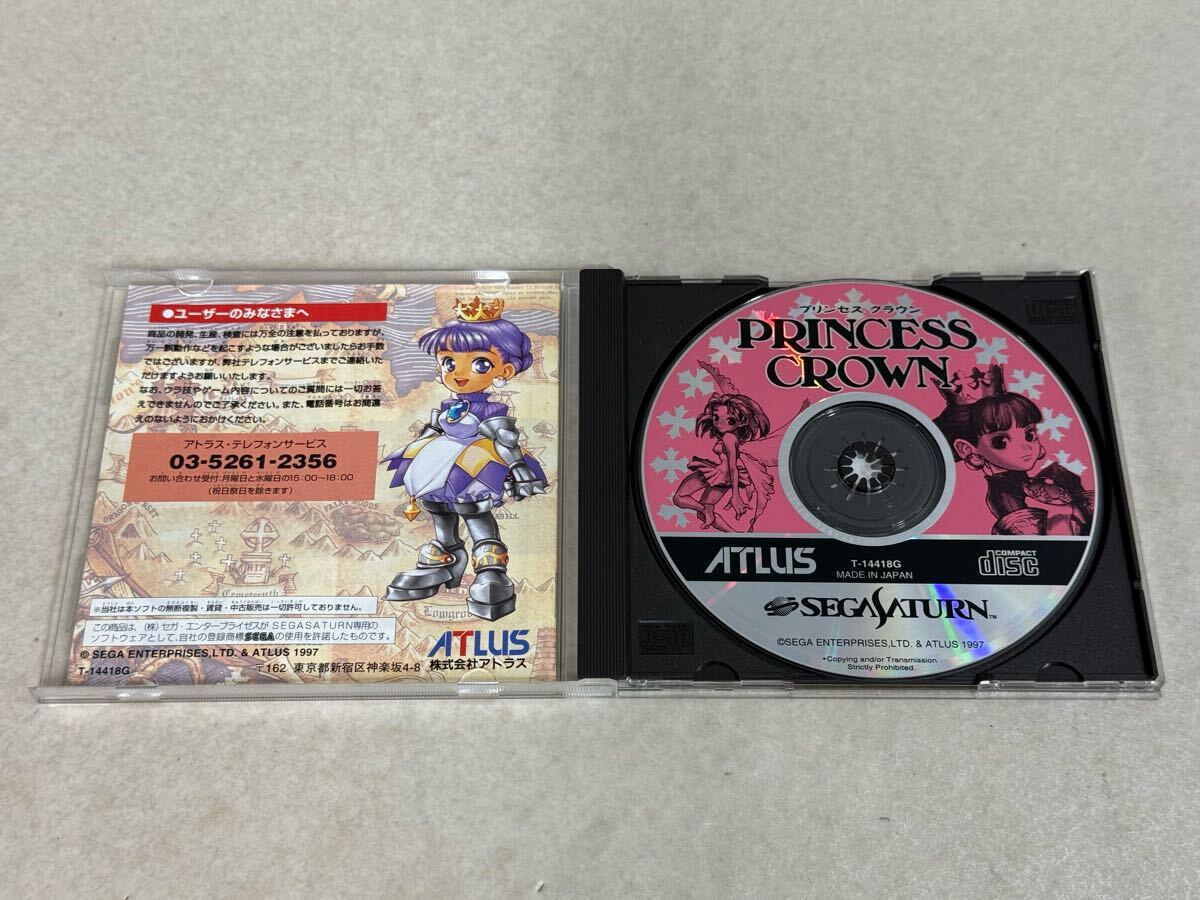 ●ユーザーのみなさまへ
商品の開発、生産、検査には万全の注意を払っておりますが、
万一誤動作などを起こすような場合がございましたらお手数
ではございますが、弊社テレフォンサービスまでご連絡いた
だけますようお願いいたします。
なお、ウラ技やゲーム内容についてのご質問には一切お答
えできませんのでご了承ください。また、電話番号はお間違
えのないようにおかけください。
アトラス・テレフォンサービス
03-5261-2356
お問い合わせ受付:月曜日と水曜日の15:00〜18:00
(祝日祭日を除きます)
RIP
Lowgrot
※当社は本ソフトの無断複製・賃貸・中古販売は一切許可しておりません。
この商品は、(株)セガ・エンタープライゼスがSEGASATURN専用の
ソフトウェアとして、自社の登録商標SEGAの使用を許諾したものです。
© SEGA ENTERPRISES,LTD. & ATLUS 1997
T-14418G
ATLUS
株式会社アトラス
〒162 東京都新宿区神楽坂4-8
プリンセス クラウン
PRINCESS
CROWN
ATLUS
T-14418G
MADE IN JAPAN
COMPACT
disc
SEGASATURN™
©SEGA ENTERPRISES,LTD. & ATLUS 1997
•Copying and/or Transmission
Strictly Prohibited.